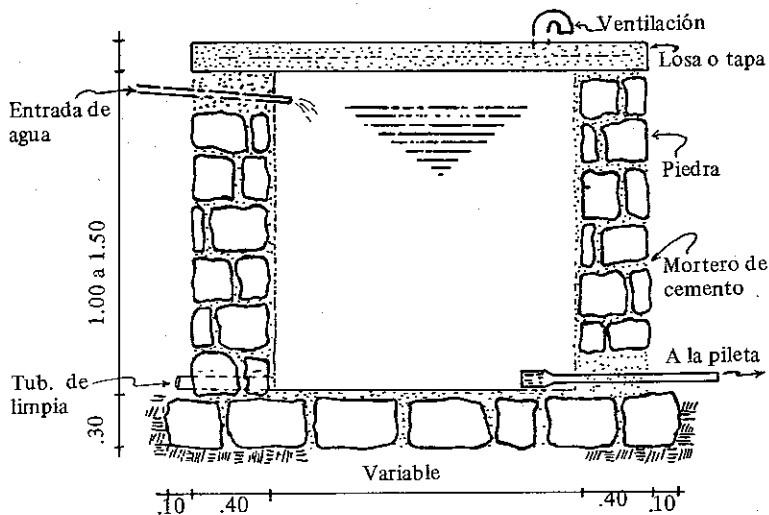 Ventilación
Losa o tapa
Entrada de
agua
Piedra
1.00 a 1.50
Mortero de
cemento
A la pileta
Tub. de
limpia
.30
Variable
.10
.40
.40
.10